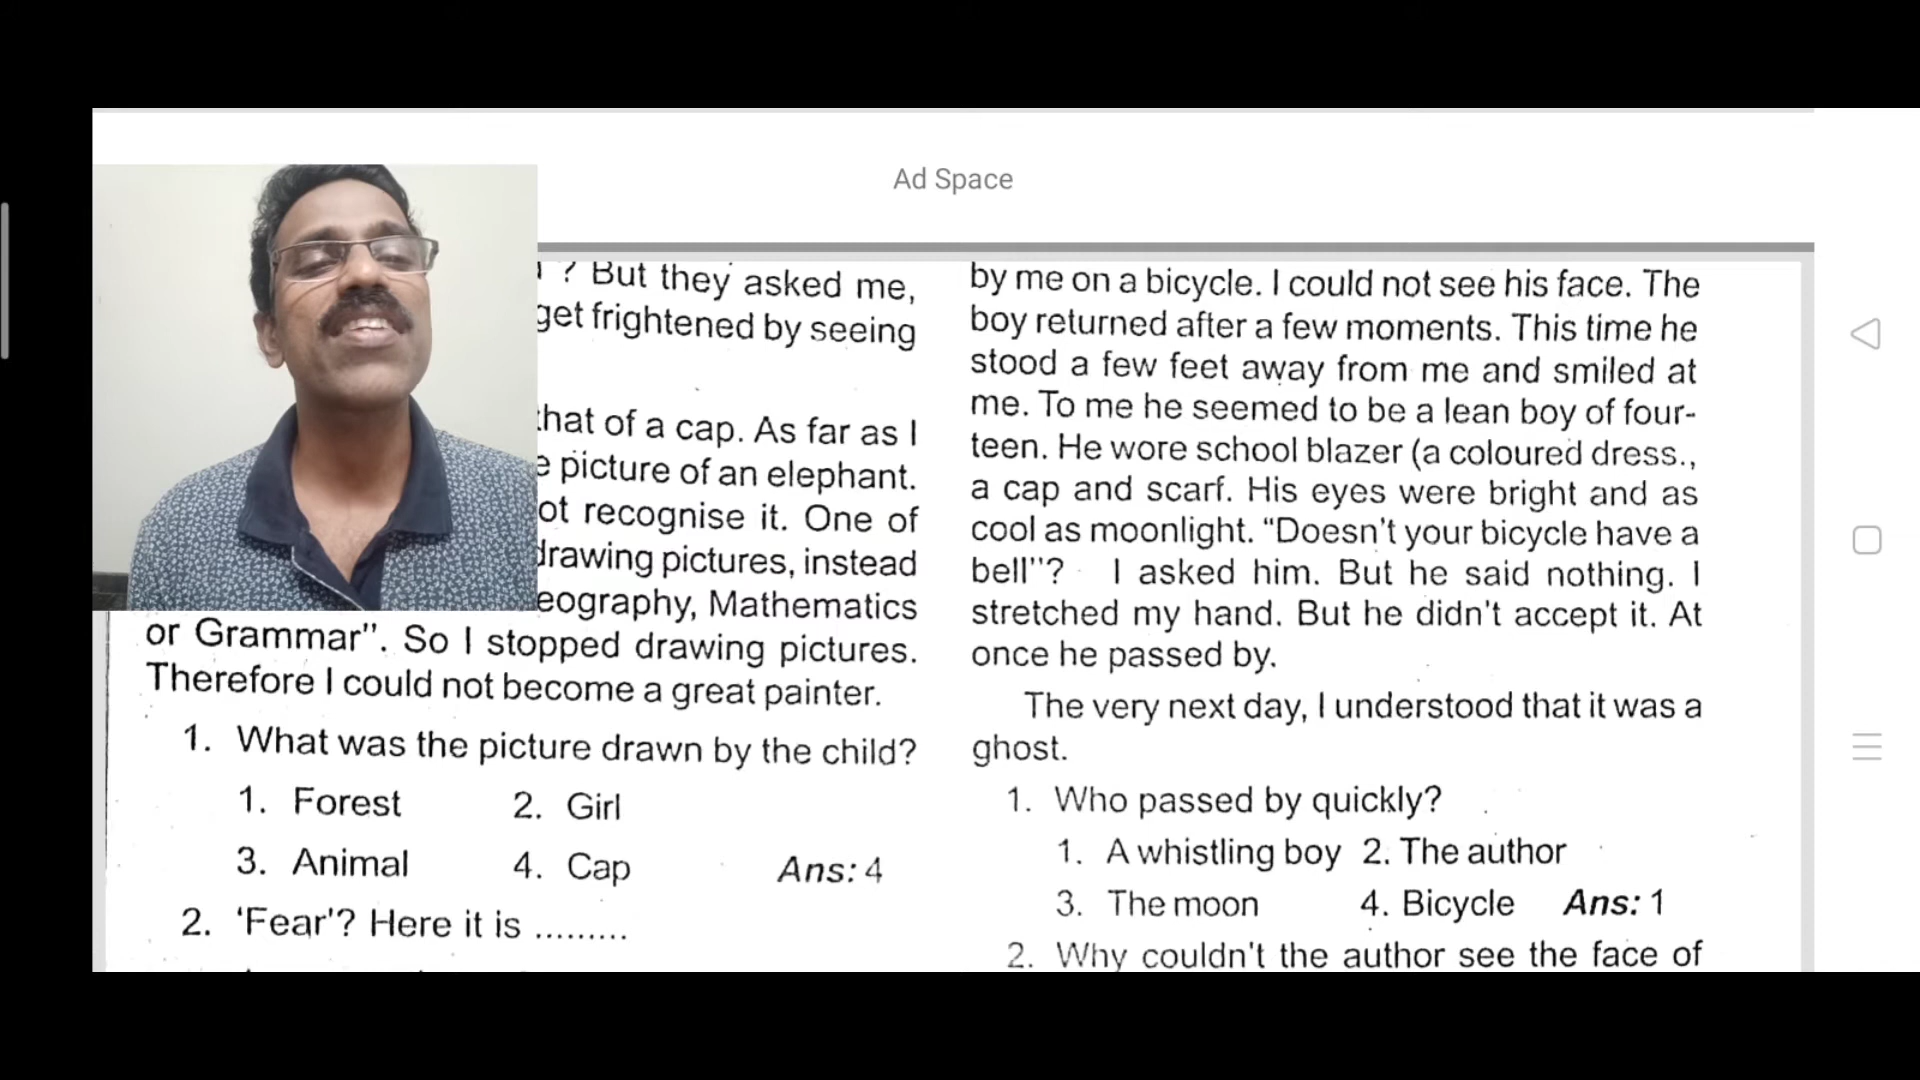 Ad Space
? But they asked me,
get frightened by seeing
that of a cap. As far as I
picture of an elephant.
ot recognise it. One of
drawing pictures, instead
eography, Mathematics
or Grammar". So I stopped drawing pictures.
Therefore I could not become a great painter.
1. What was the picture drawn by the child?
1. Forest 2. Girl
3. Animal 4. Cap Ans: 4
2. 'Fear'? Here it is .........
by me on a bicycle. I could not see his face. The
boy returned after a few moments. This time he
stood a few feet away from me and smiled at
me. To me he seemed to be a lean boy of four-
teen. He wore school blazer (a coloured dress.,
a cap and scarf. His eyes were bright and as
cool as moonlight. "Doesn't your bicycle have a
bell"? I asked him. But he said nothing. I
stretched my hand. But he didn't accept it. At
once he passed by.
The very next day, I understood that it was a
ghost.
1. Who passed by quickly?
1. A whistling boy 2. The author
3. The moon 4. Bicycle Ans: 1
2. Why couldn't the author see the face of